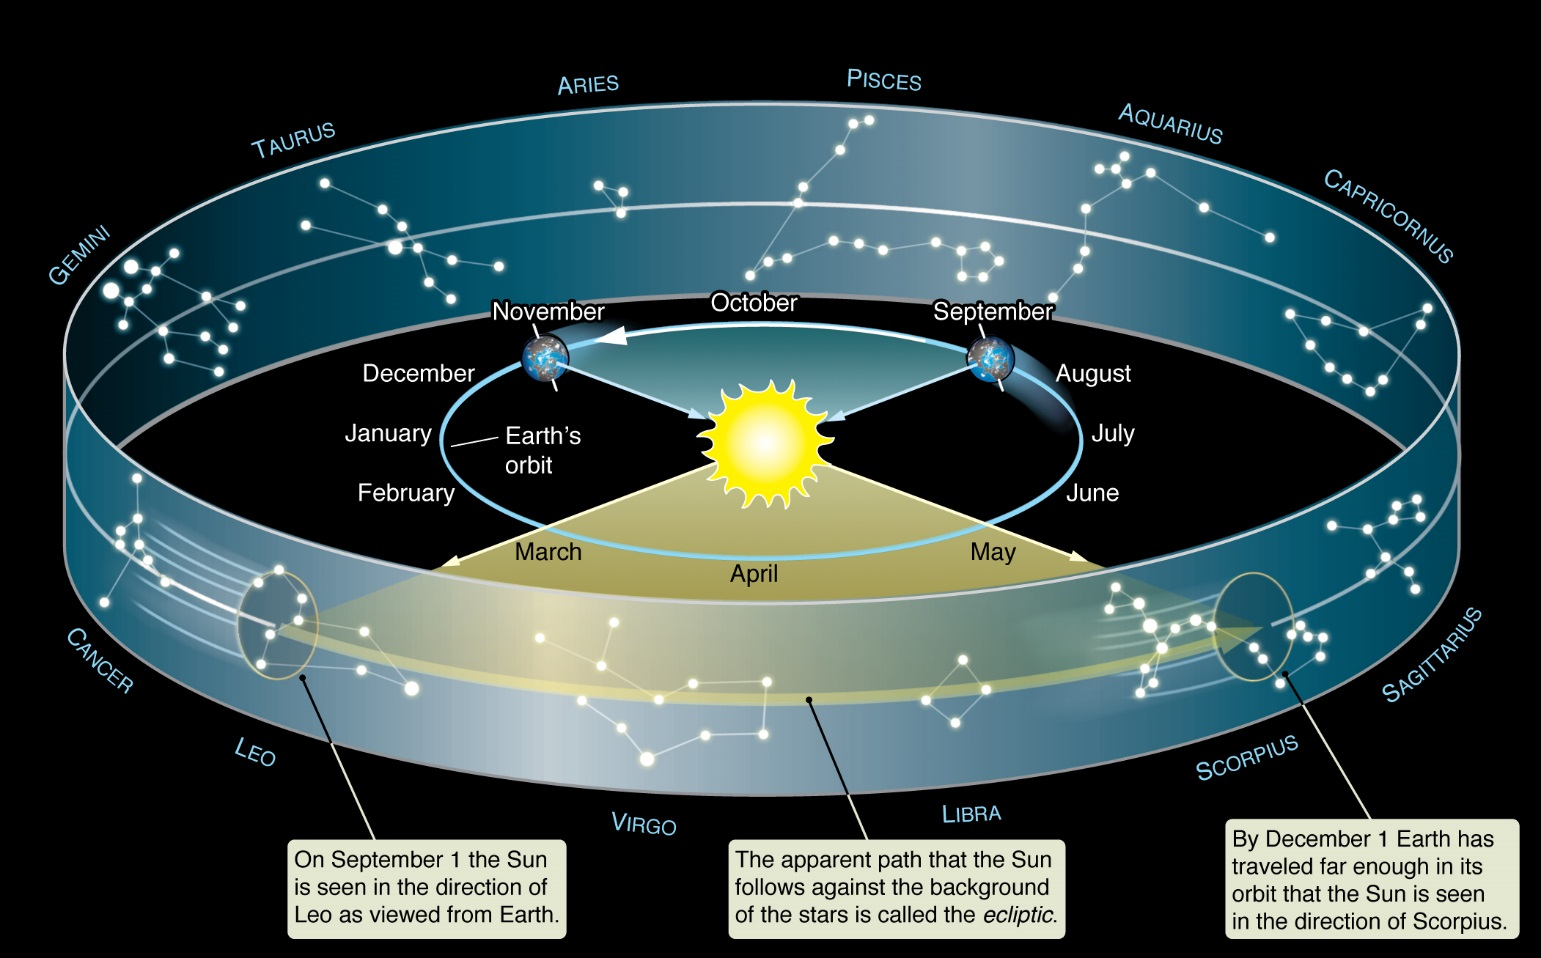 ARIES
PISCES
TAURUS
AQUARIUS
CAPRICORNUS
GEMINI
November
October
September
December
August
January
Earth's
orbit
July
February
June
March
April
May
CANCER
LEO
VIRGO
LIBRA
SCORPIUS
SAGITTARIUS
On September 1 the Sun
is seen in the direction of
Leo as viewed from Earth.
The apparent path that the Sun
follows against the background
of the stars is called the ecliptic.
By December 1 Earth has
traveled far enough in its
orbit that the Sun is seen
in the direction of Scorpius.